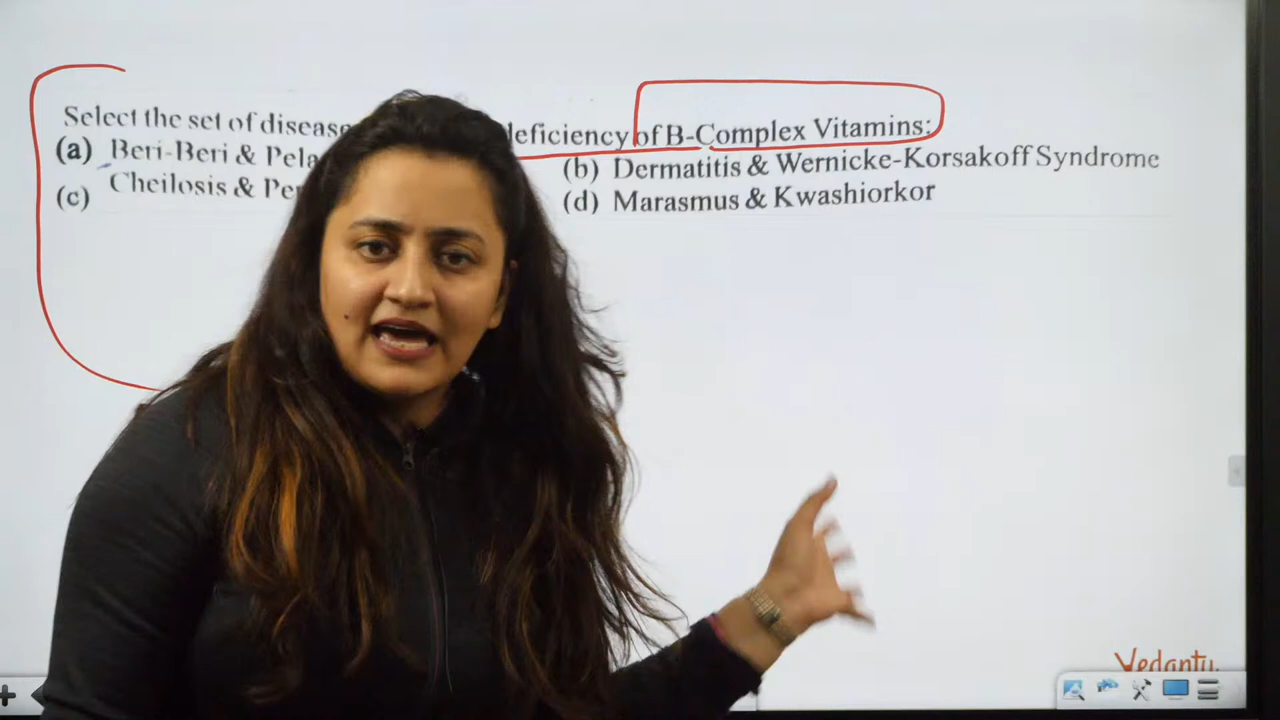 Select the set of diseas
deficiency of B-Complex Vitamins:
(a) Beri-Beri & Pela
(b) Dermatitis & Wernicke-Korsakoff Syndrome
(c) Cheilosis & Pe
(d) Marasmus & Kwashiorkor
Vedantu